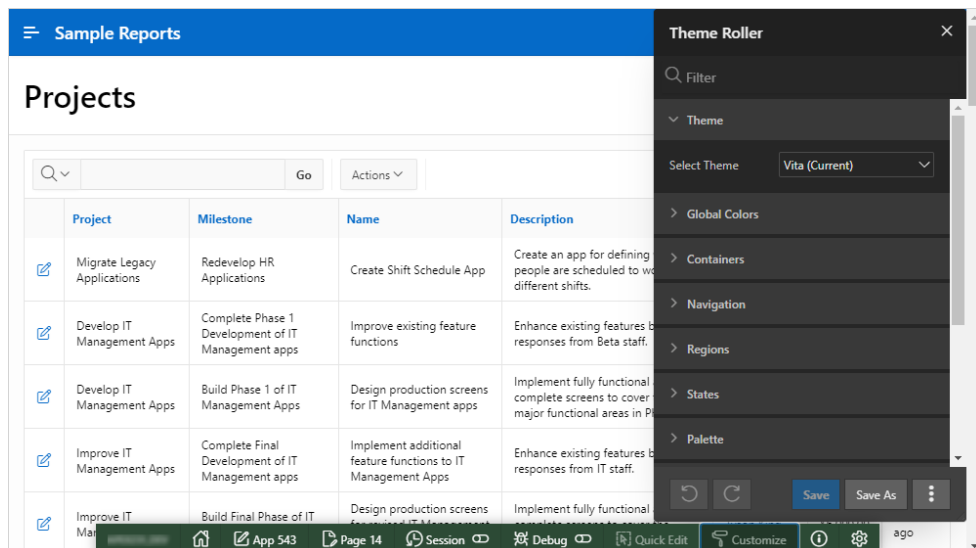 Sample Reports
Projects
Go
Actions
Project
Milestone
Name
Description
Migrate Legacy
Applications
Redevelop HR
Applications
Create Shift Schedule App
Create an app for defining
people are scheduled to
different shifts.
Develop IT
Management Apps
Complete Phase 1
Development of IT
Management apps
Improve existing feature
functions
Enhance existing features
responses from Beta staff.
Develop IT
Management Apps
Build Phase 1 of IT
Management Apps
Design production screens
for IT Management apps
Implement fully functional
complete screens to cover
major functional areas in
Improve IT
Management Apps
Complete Final
Development of IT
Management apps
Implement additional
feature functions to IT
Management Apps
Enhance existing features
responses from IT staff.
Improve IT
Build Final Phase of IT
Design production screens
Implement fully functional
ago
Theme Roller
Filter
Theme
Select Theme
Vita (Current)
Global Colors
Containers
Navigation
Regions
States
Palette
Save
Save As
App 543
Page 14
Session
Debug
Quick Edit
Customize